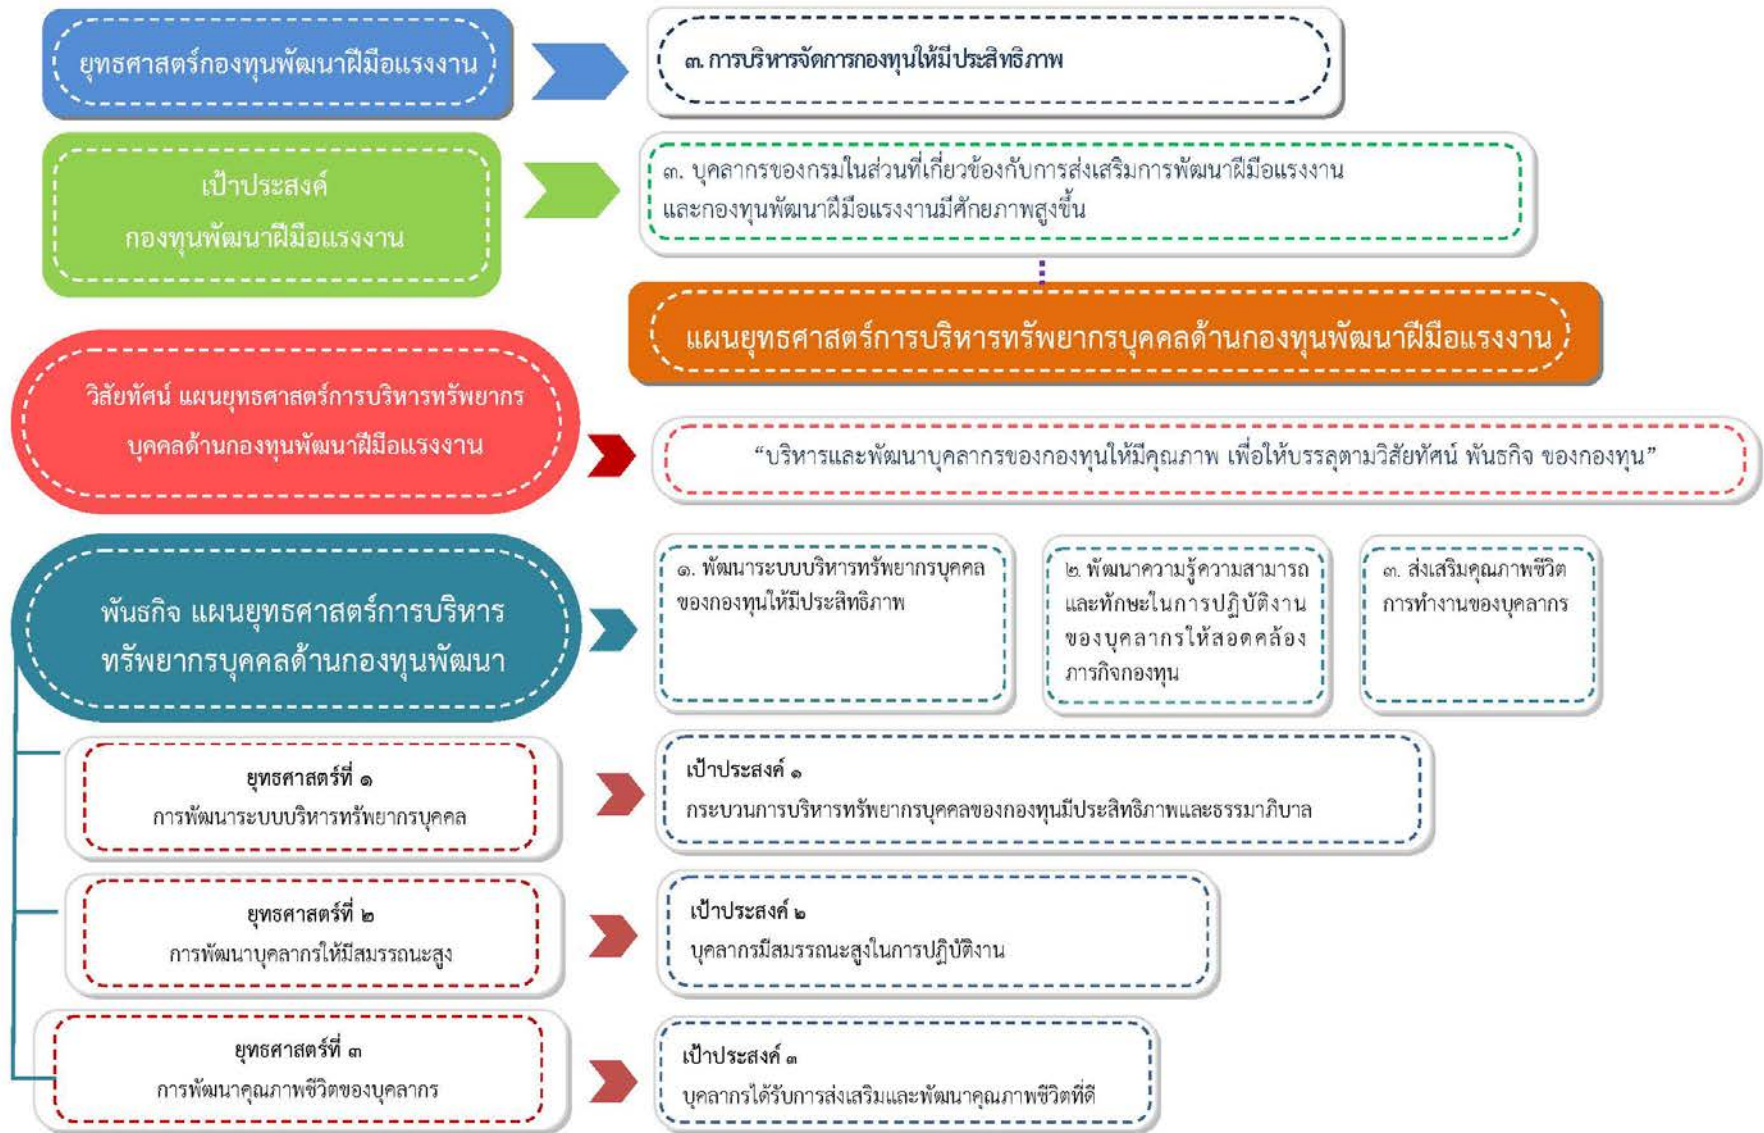 ยุทธศาสตร์กองทุนพัฒนาฝีมือแรงงาน
๓. การบริหารจัดการกองทุนให้มีประสิทธิภาพ
เป้าประสงค์
กองทุนพัฒนาฝีมือแรงงาน
๓. บุคลากรของกรมในส่วนที่เกี่ยวข้องกับการส่งเสริมการพัฒนาฝีมือแรงงาน
และกองทุนพัฒนาฝีมือแรงงานมีศักยภาพสูงขึ้น
แผนยุทธศาสตร์การบริหารทรัพยากรบุคคลด้านกองทุนพัฒนาฝีมือแรงงาน
วิสัยทัศน์ แผนยุทธศาสตร์การบริหารทรัพยากร
บุคคลด้านกองทุนพัฒนาฝีมือแรงงาน
“บริหารและพัฒนาบุคลากรของกองทุนให้มีคุณภาพ เพื่อให้บรรลุตามวิสัยทัศน์ พันธกิจ ของกองทุน”
พันธกิจ แผนยุทธศาสตร์การบริหาร
ทรัพยากรบุคคลด้านกองทุนพัฒนา
๑. พัฒนาระบบบริหารทรัพยากรบุคคล
ของกองทุนให้มีประสิทธิภาพ
๒. พัฒนาความรู้ความสามารถ
และทักษะในการปฏิบัติงาน
ของบุคลากรให้สอดคล้อง
ภารกิจกองทุน
๓. ส่งเสริมคุณภาพชีวิต
การทำงานของบุคลากร
ยุทธศาสตร์ที่ ๑
การพัฒนาระบบบริหารทรัพยากรบุคคล
เป้าประสงค์ ๑
กระบวนการบริหารทรัพยากรบุคคลของกองทุนมีประสิทธิภาพและธรรมาภิบาล
ยุทธศาสตร์ที่ ๒
การพัฒนาบุคลากรให้มีสมรรถนะสูง
เป้าประสงค์ ๒
บุคลากรมีสมรรถนะสูงในการปฏิบัติงาน
ยุทธศาสตร์ที่ ๓
การพัฒนาคุณภาพชีวิตของบุคลากร
เป้าประสงค์ ๓
บุคลากรได้รับการส่งเสริมและพัฒนาคุณภาพชีวิตที่ดี